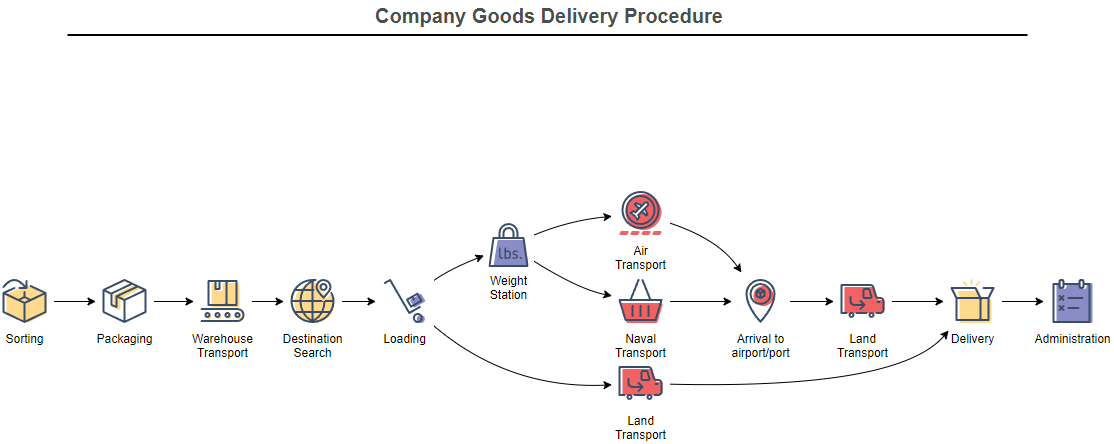 Company Goods Delivery Procedure
lbs.
Air
Transport
Weight
Station
Sorting
Packaging
Warehouse
Transport
Destination
Search
Loading
Naval
Transport
Arrival to
airport/port
Land
Transport
Delivery
Administration
Land
Transport